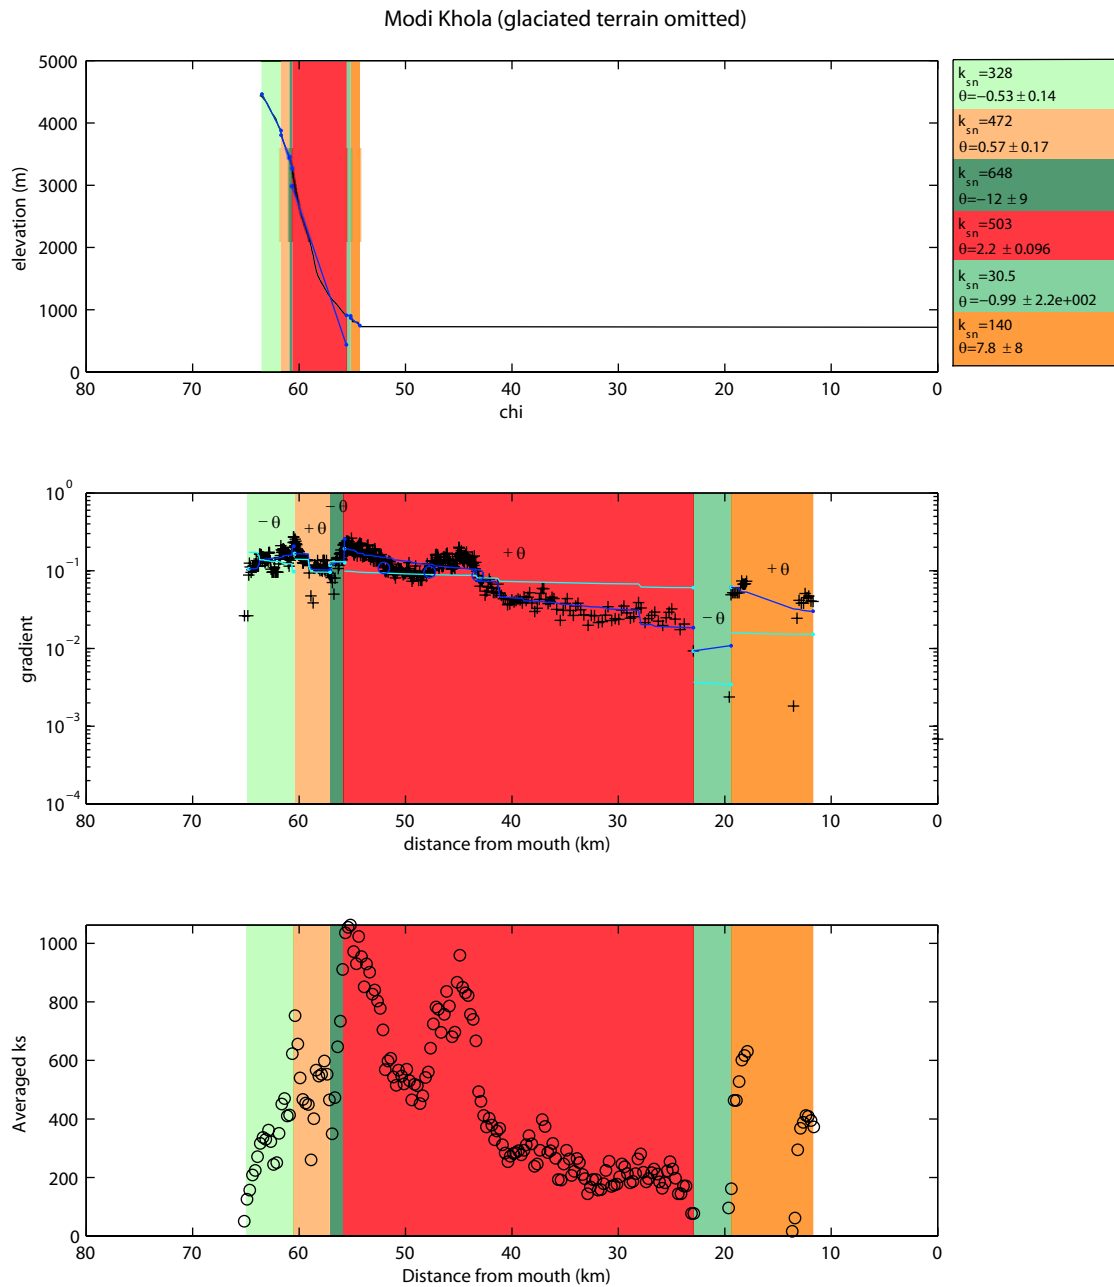 Modi Khola (glaciated terrain omitted)
5000
4000
3000
2000
1000
0
elevation (m)
80 70 60 50 40 30 20 10 0
chi
k_sn=328
θ=−0.53 ± 0.14
k_sn=472
θ=0.57 ± 0.17
k_sn=648
θ=−12 ± 9
k_sn=503
θ=2.2 ± 0.096
k_sn=30.5
θ=−0.99 ± 2.2e+002
k_sn=140
θ=7.8 ± 8
10^0
10^−1
10^−2
10^−3
10^−4
gradient
−θ +θ −θ +θ −θ +θ
80 70 60 50 40 30 20 10 0
distance from mouth (km)
1000
800
600
400
200
0
Averaged ks
80 70 60 50 40 30 20 10 0
Distance from mouth (km)